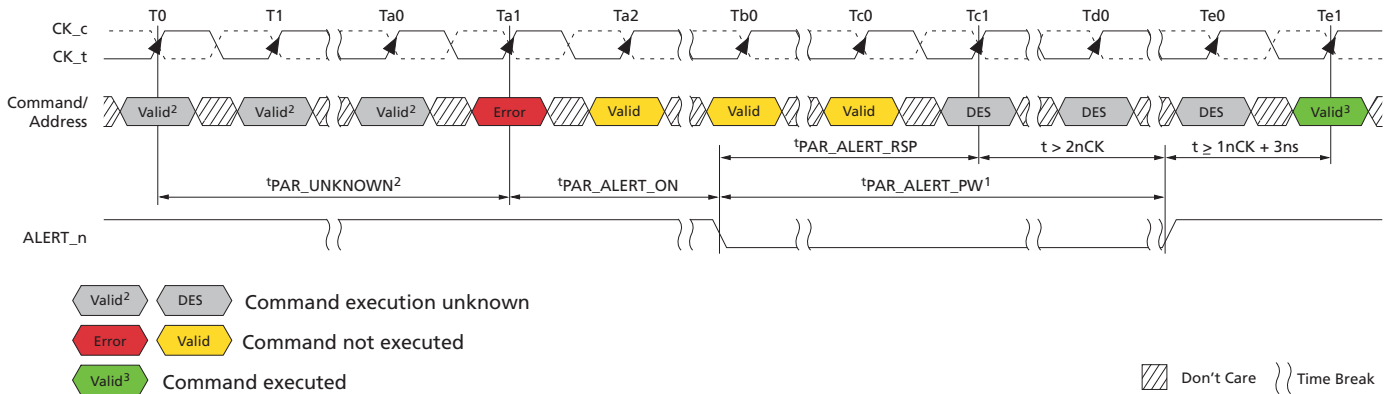 T0 T1 Ta0 Ta1 Ta2 Tb0 Tc0 Tc1 Td0 Te0 Te1
CK_c
CK_t
Command/
Address
Valid² Valid² Valid² Error Valid Valid Valid DES DES DES Valid³
tPAR_ALERT_RSP t > 2nCK t ≥ 1nCK + 3ns
tPAR_UNKNOWN² tPAR_ALERT_ON tPAR_ALERT_PW¹
ALERT_n
Valid² DES Command execution unknown
Error Valid Command not executed
Valid³ Command executed
Don't Care Time Break